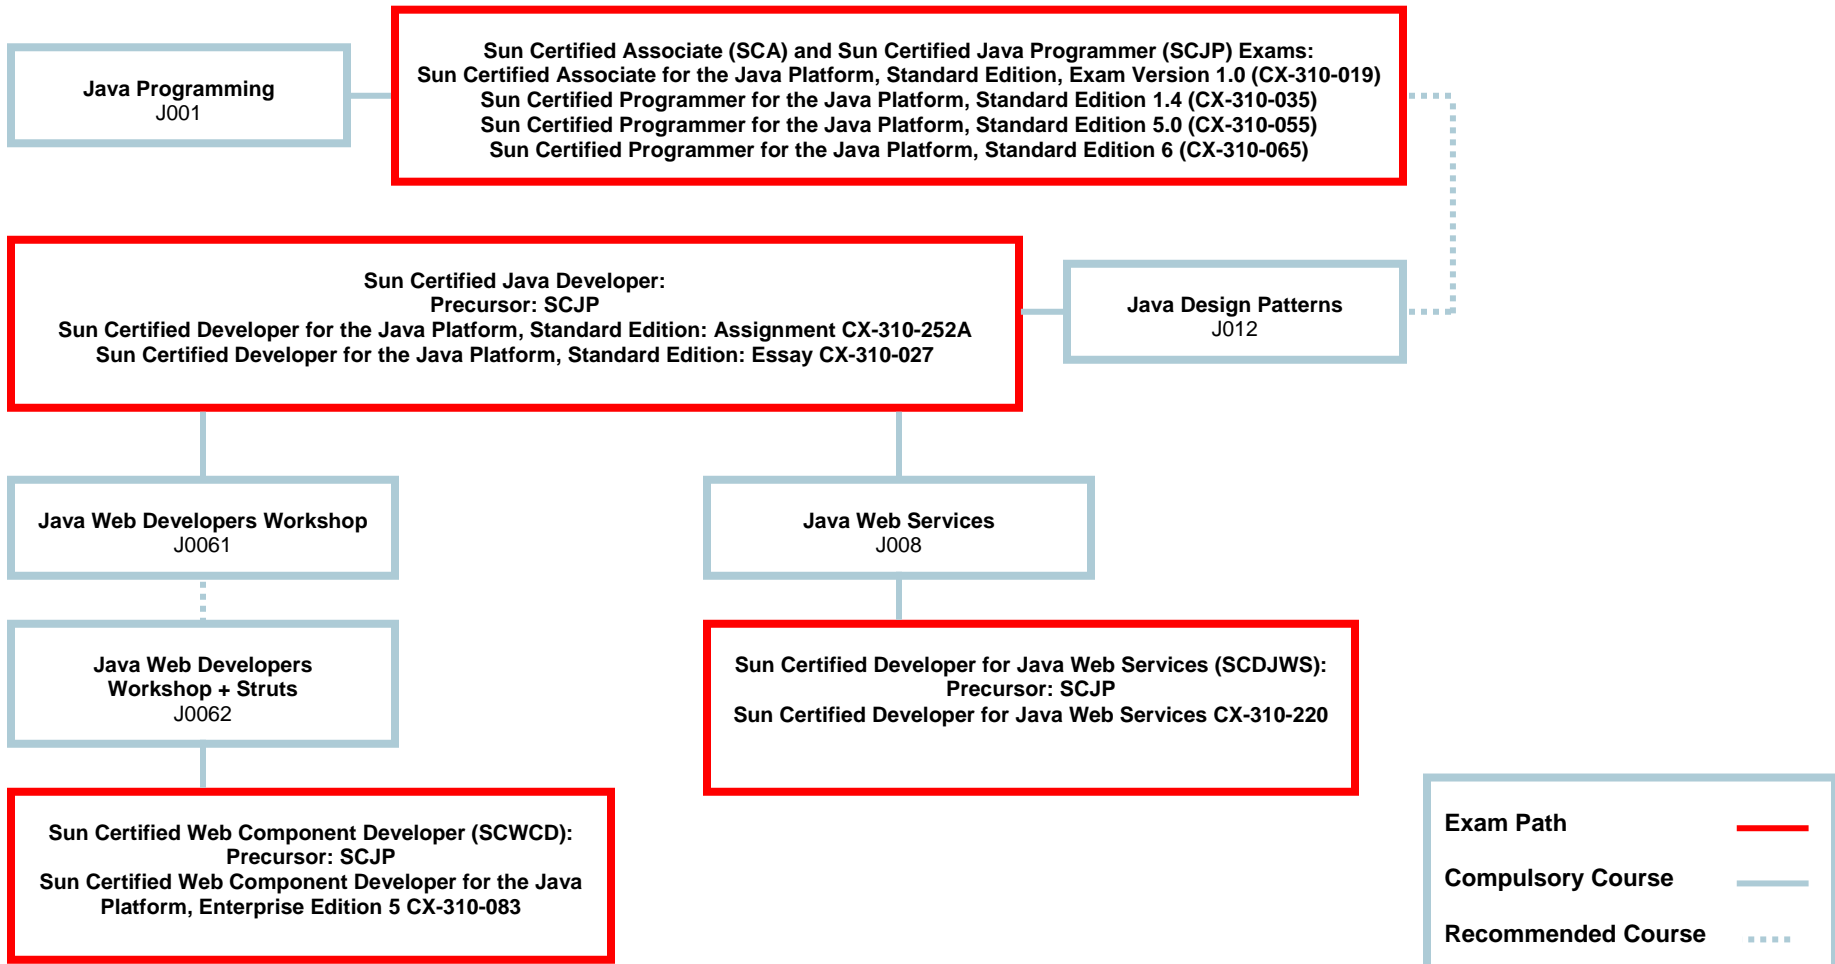 Java Programming
J001
Sun Certified Associate (SCA) and Sun Certified Java Programmer (SCJP) Exams:
Sun Certified Associate for the Java Platform, Standard Edition, Exam Version 1.0 (CX-310-019)
Sun Certified Programmer for the Java Platform, Standard Edition 1.4 (CX-310-035)
Sun Certified Programmer for the Java Platform, Standard Edition 5.0 (CX-310-055)
Sun Certified Programmer for the Java Platform, Standard Edition 6 (CX-310-065)
Sun Certified Java Developer:
Precursor: SCJP
Sun Certified Developer for the Java Platform, Standard Edition: Assignment CX-310-252A
Sun Certified Developer for the Java Platform, Standard Edition: Essay CX-310-027
Java Design Patterns
J012
Java Web Developers Workshop
J0061
Java Web Services
J008
Java Web Developers
Workshop + Struts
J0062
Sun Certified Developer for Java Web Services (SCDJWS):
Precursor: SCJP
Sun Certified Developer for Java Web Services CX-310-220
Sun Certified Web Component Developer (SCWCD):
Precursor: SCJP
Sun Certified Web Component Developer for the Java
Platform, Enterprise Edition 5 CX-310-083
Exam Path
Compulsory Course
Recommended Course